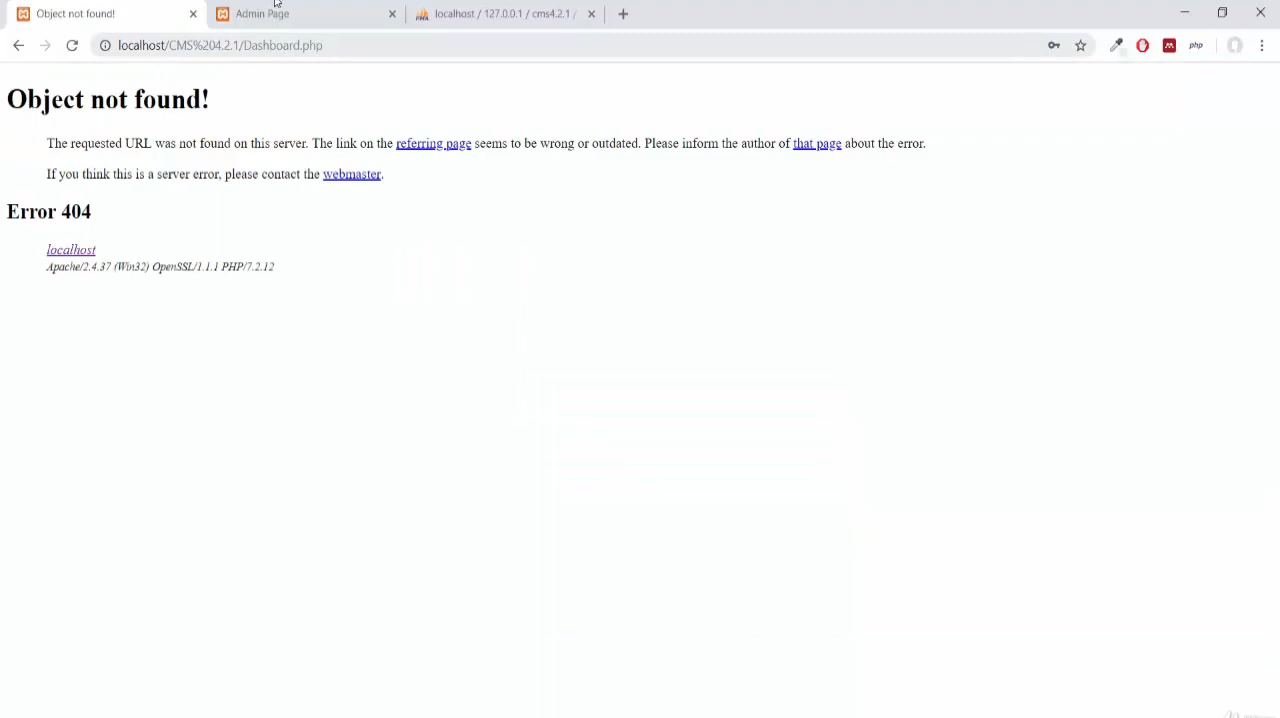 Object not found!
Admin Page
localhost / 127.0.0.1 / cms4.2.1 /
localhost/CMS%204.2.1/Dashboard.php
php
Object not found!
The requested URL was not found on this server. The link on the referring page seems to be wrong or outdated. Please inform the author of that page about the error.
If you think this is a server error, please contact the webmaster.
Error 404
localhost
Apache/2.4.37 (Win32) OpenSSL/1.1.1 PHP/7.2.12